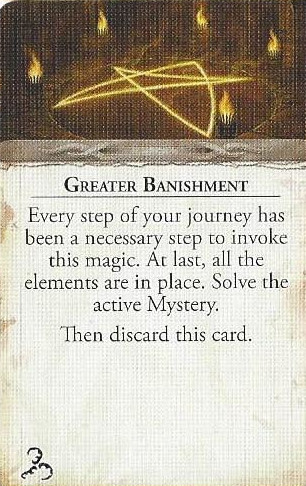 GREATER BANISHMENT
Every step of your journey has
been a necessary step to invoke
this magic. At last, all the
elements are in place. Solve the
active Mystery.
Then discard this card.